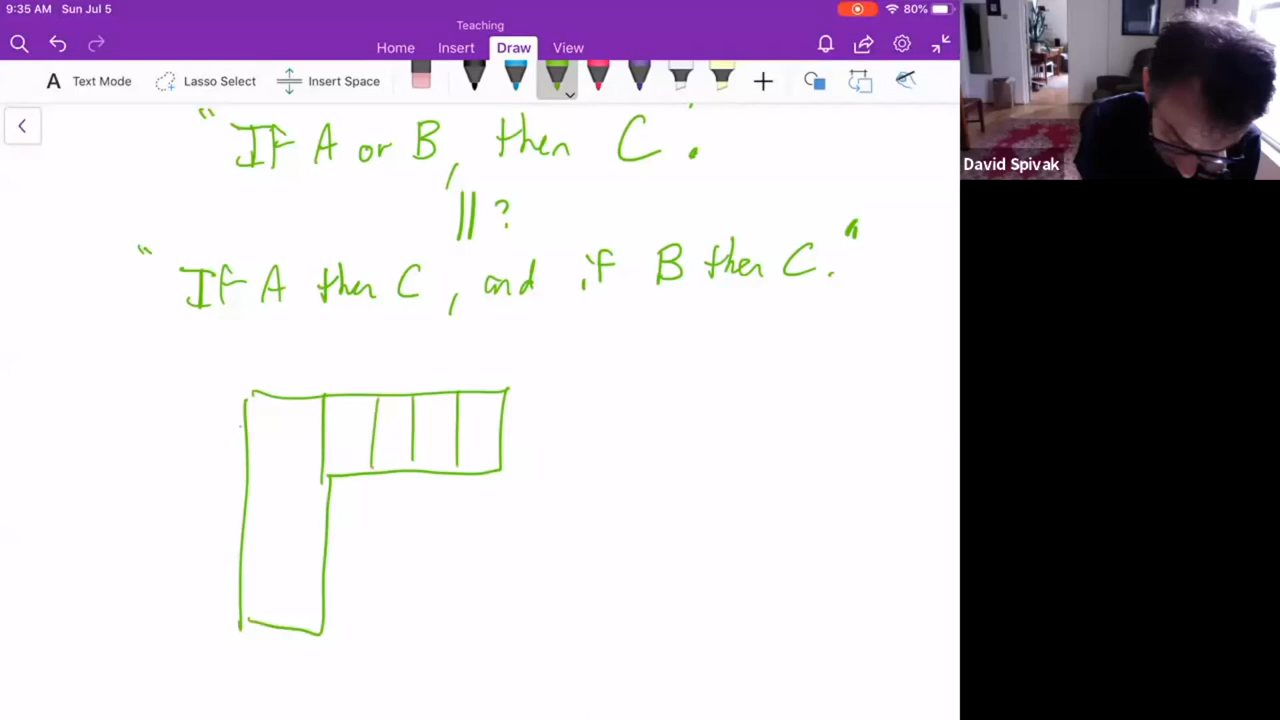 9:35 AM Sun Jul 5
80%
Teaching
Home Insert Draw View
A Text Mode Lasso Select Insert Space
David Spivak
"If A or B, then C."
|| ?
"If A then C, and if B then C."